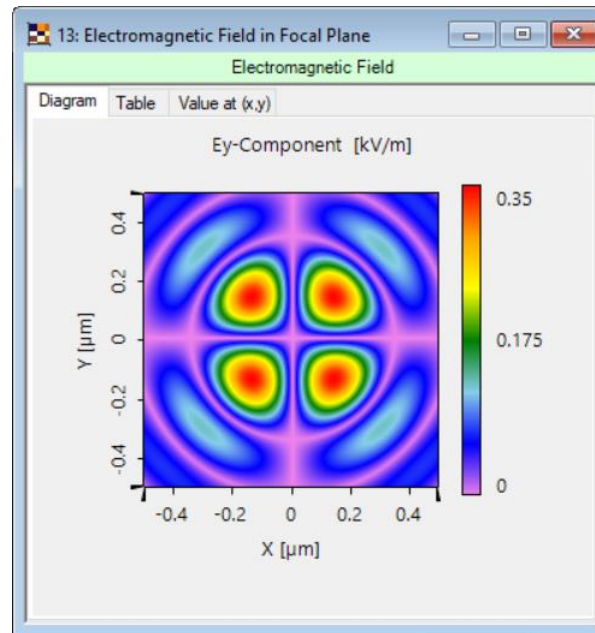 13: Electromagnetic Field in Focal Plane
Electromagnetic Field
Diagram Table Value at (x,y)
Ey-Component [kV/m]
0.4
0.2
0
-0.2
-0.4
Y [µm]
0.35
0.175
0
-0.4 -0.2 0 0.2 0.4
X [µm]